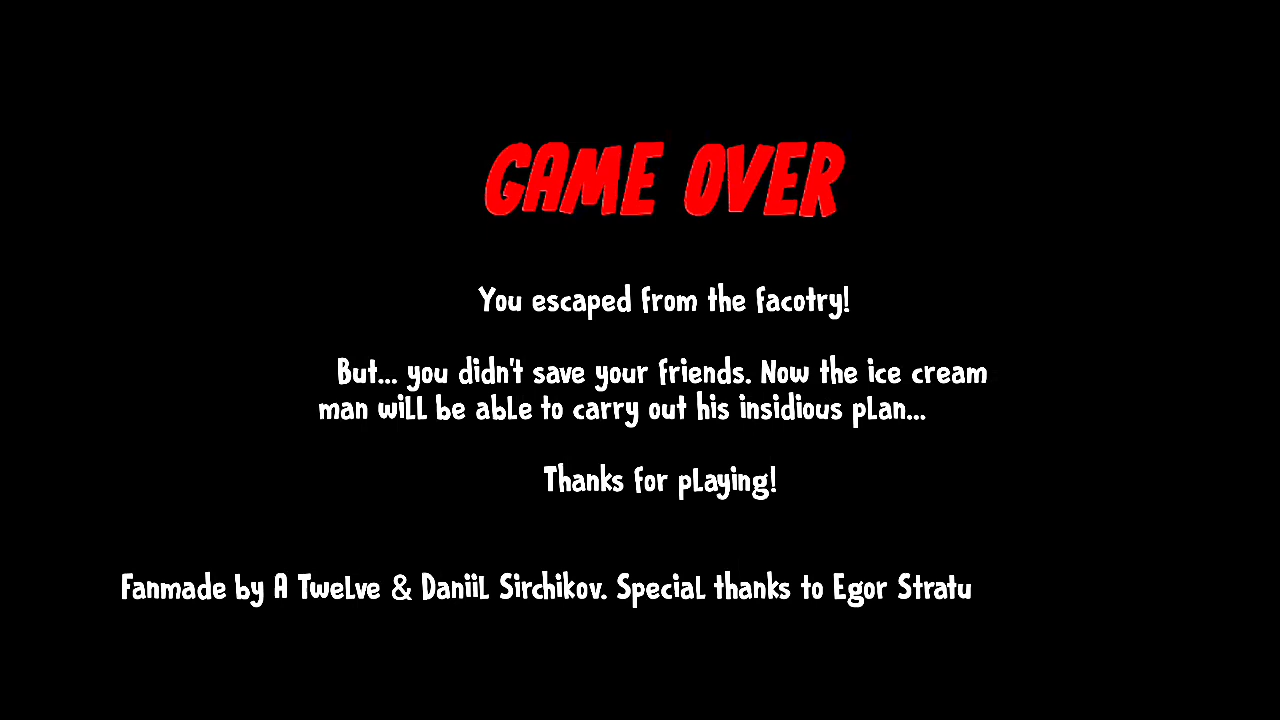 GAME OVER
You escaped from the facotry!
But... you didn't save your friends. Now the ice cream
man will be able to carry out his insidious plan...
Thanks for playing!
Fanmade by A Twelve & Daniil Sirchikov. Special thanks to Egor Stratu